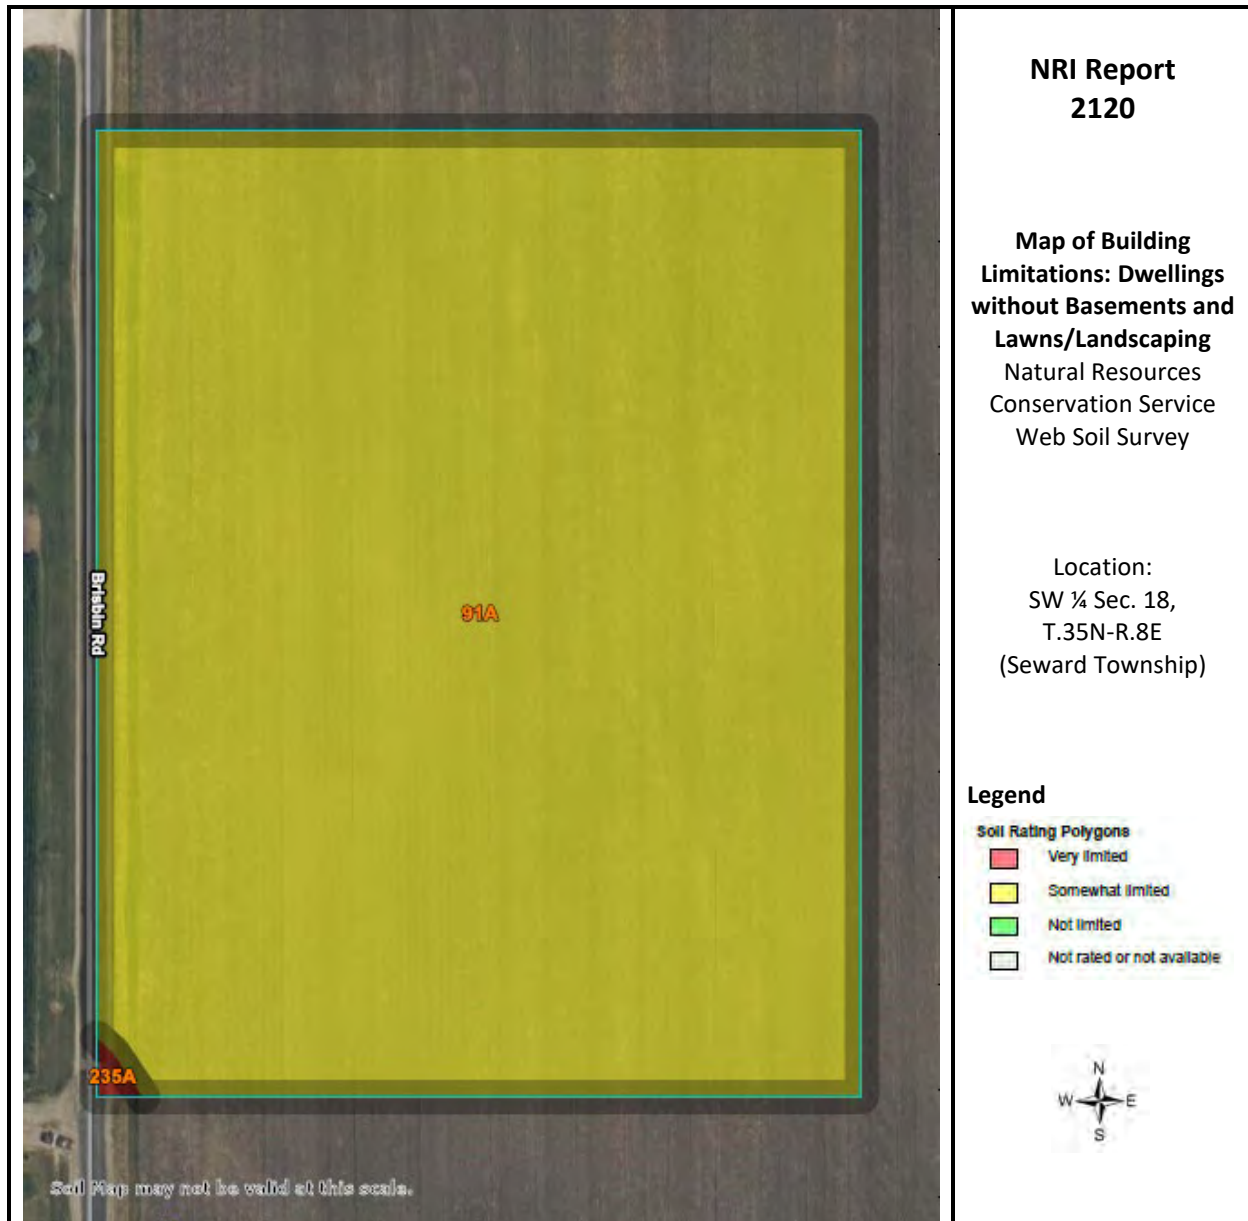 NRI Report
2120
Map of Building
Limitations: Dwellings
without Basements and
Lawns/Landscaping
Natural Resources
Conservation Service
Web Soil Survey
Location:
SW ¼ Sec. 18,
T.35N-R.8E
(Seward Township)
Legend
Soil Rating Polygons
Very limited
Somewhat limited
Not limited
Not rated or not available
N
W E
S
Brisbin Rd
91A
235A
Soil Map may not be valid at this scale.